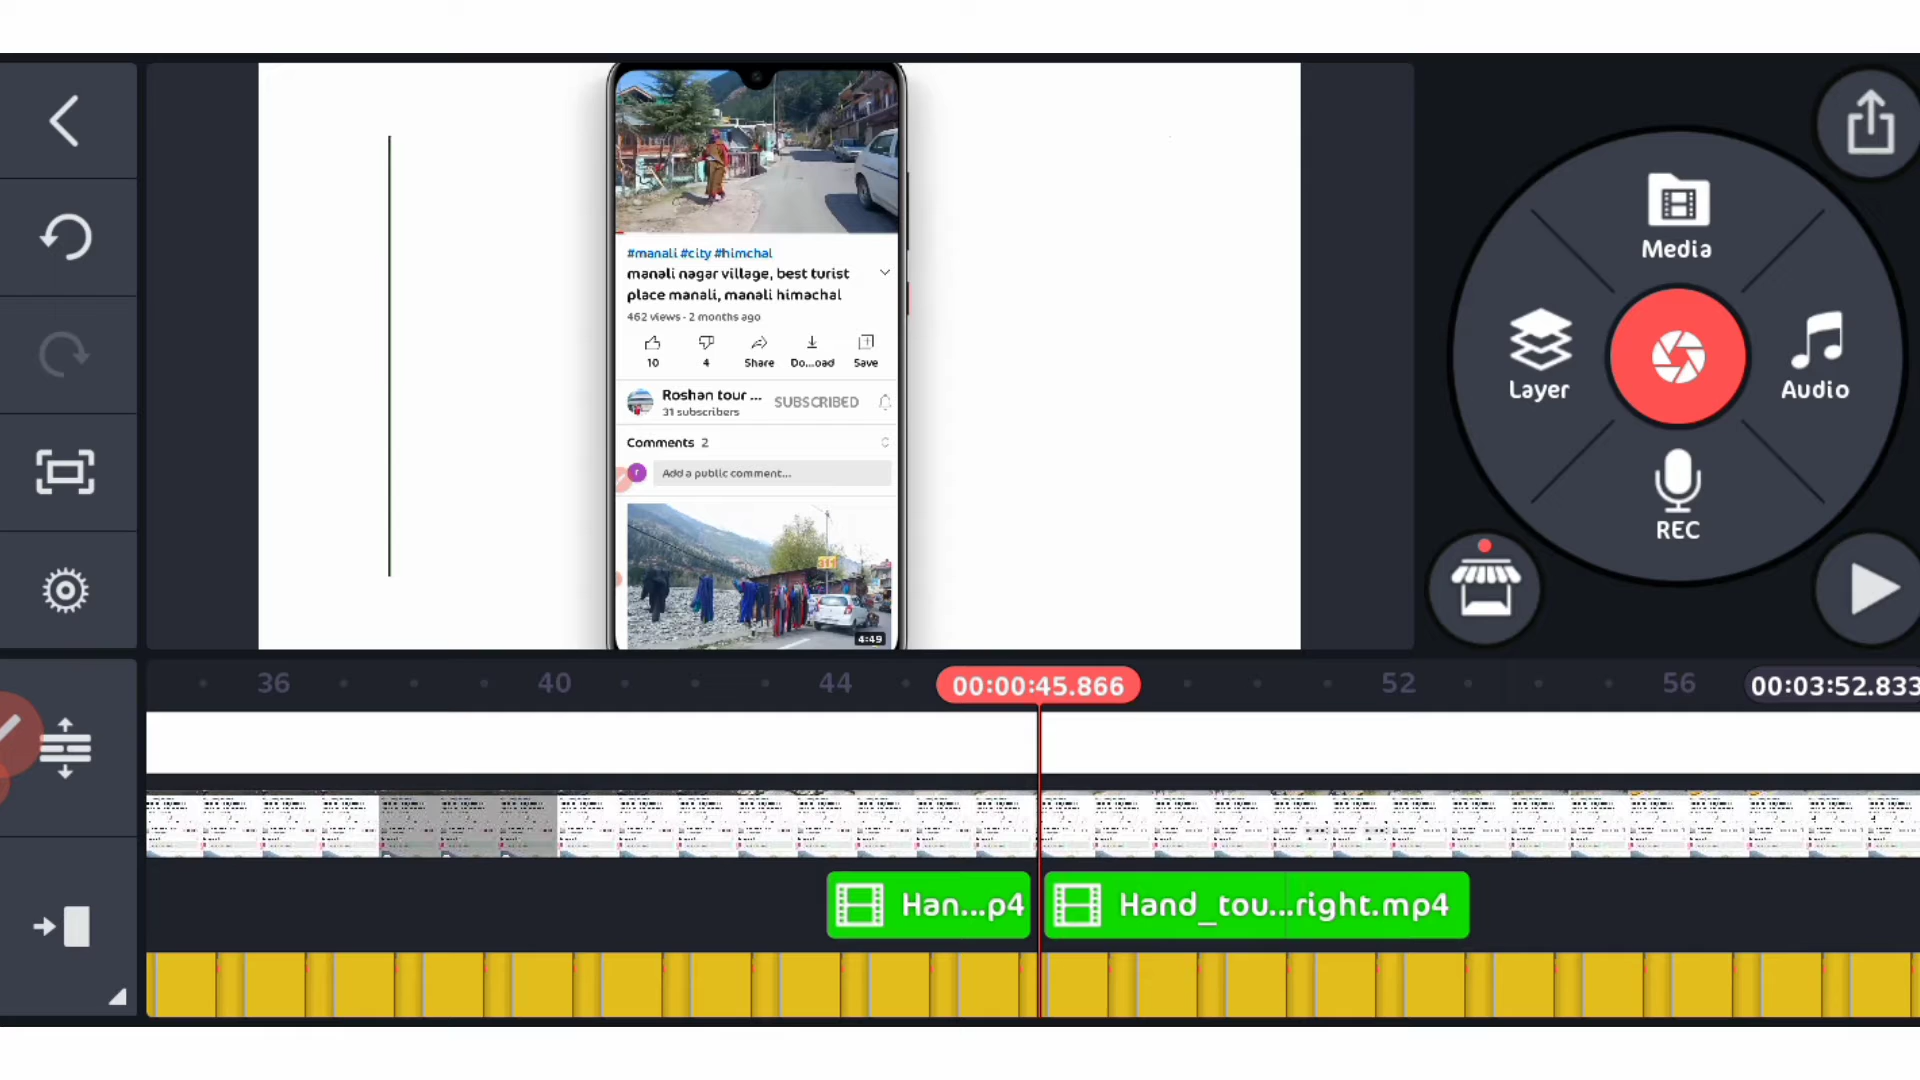 #manali #city #himchal
manali nagar village, best turist
place manali, manali himachal
462 views · 2 months ago
10
4
Share
Do...oad
Save
Roshan tour ...
31 subscribers
SUBSCRIBED
Comments 2
r
Add a public comment...
4:49
Media
Layer
Audio
REC
36
40
44
00:00:45.866
52
56
00:03:52.833
Han...p4
Hand_tou...right.mp4